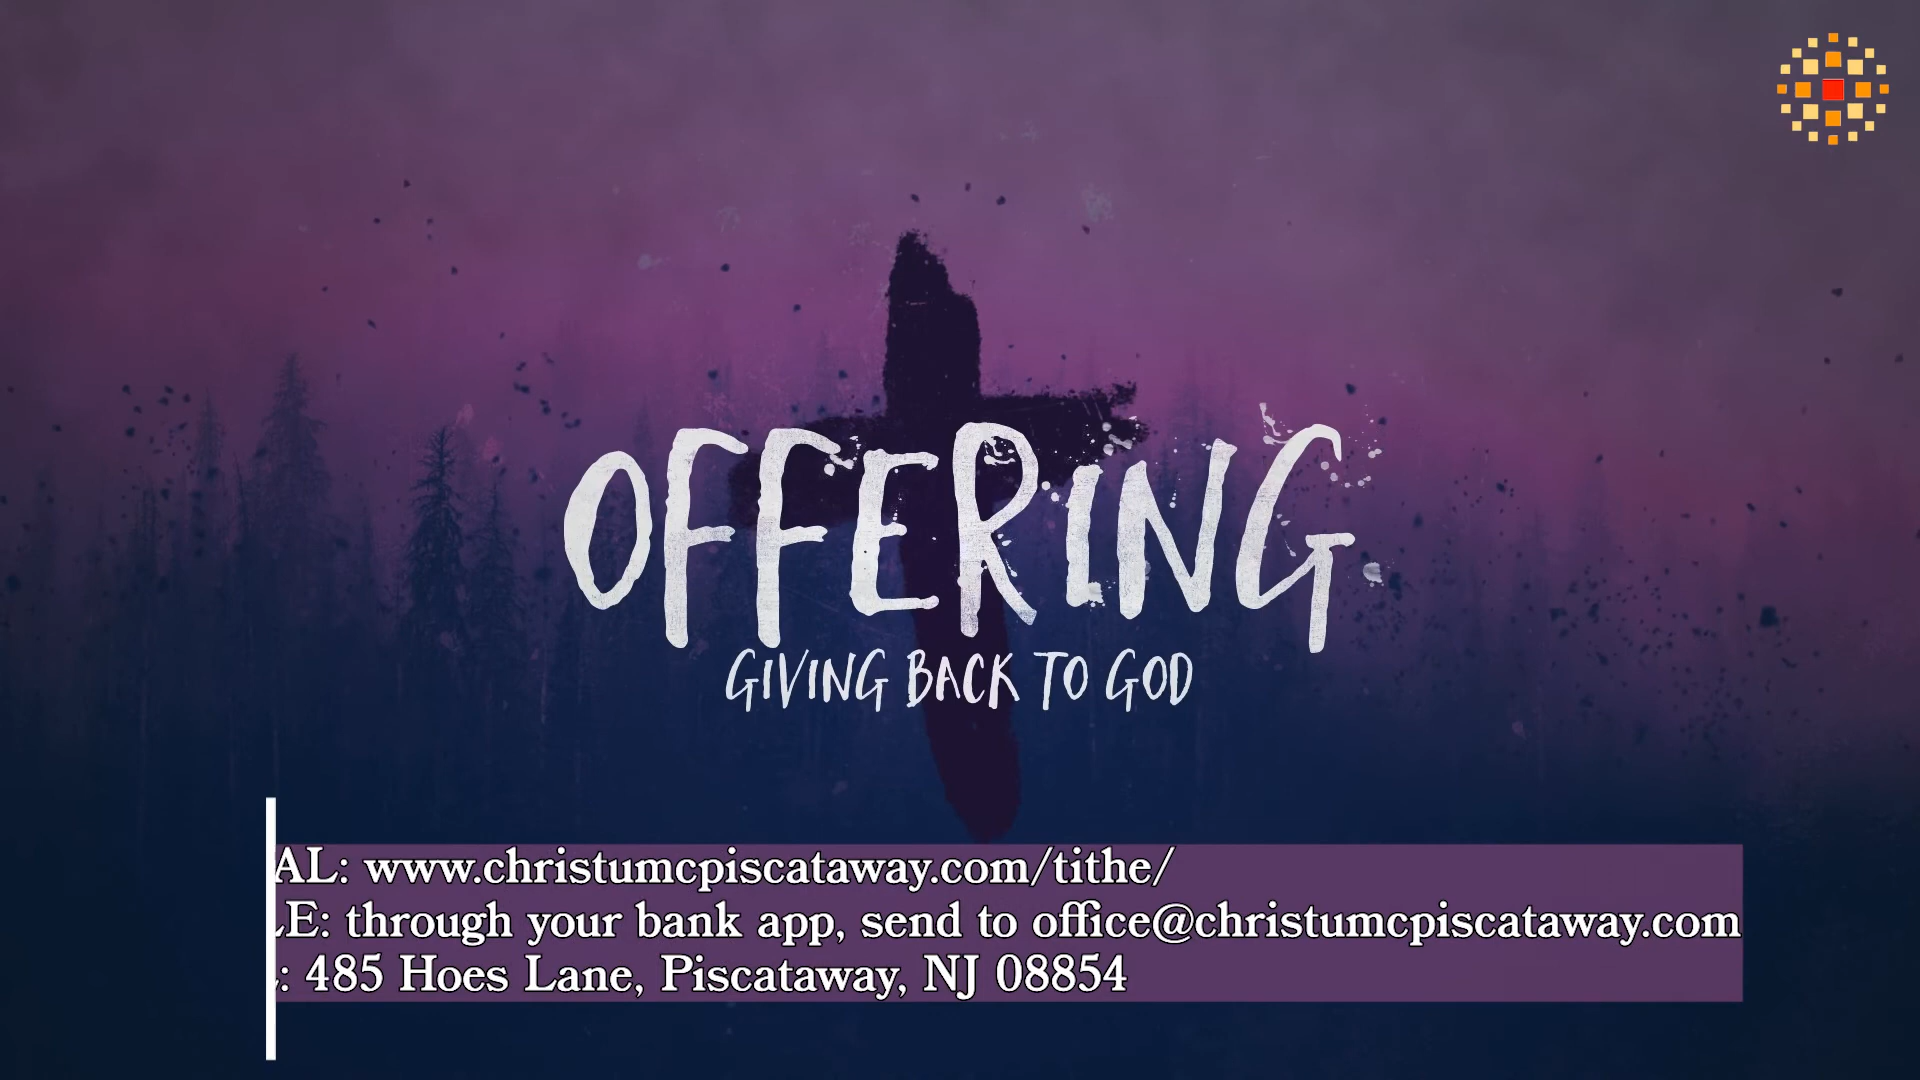 OFFERING
GIVING BACK TO GOD
AL: www.christumcpiscataway.com/tithe/
LE: through your bank app, send to office@christumcpiscataway.com
: 485 Hoes Lane, Piscataway, NJ 08854